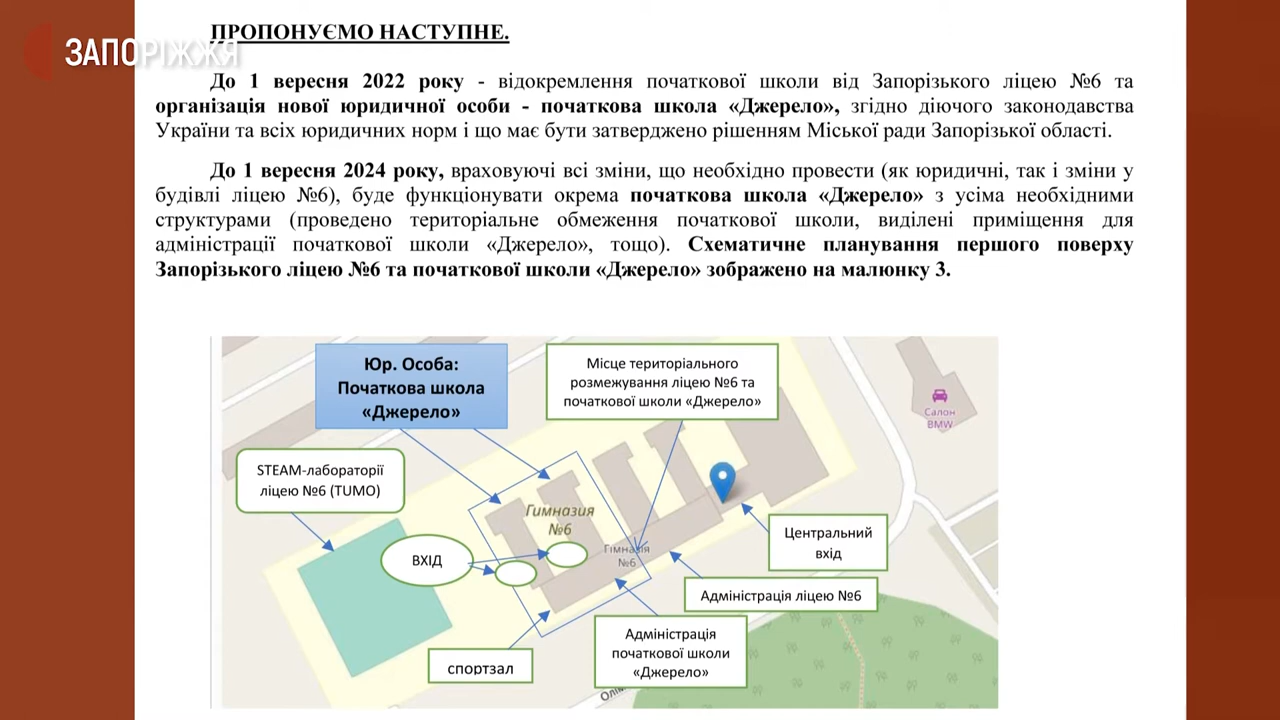 ПРОПОНУЄМО НАСТУПНЕ.
ЗАПОРІЖЖЯ
До 1 вересня 2022 року - відокремлення початкової школи від Запорізького ліцею №6 та
організація нової юридичної особи - початкова школа «Джерело», згідно діючого законодавства
України та всіх юридичних норм і що має бути затверджено рішенням Міської ради Запорізької області.
До 1 вересня 2024 року, враховуючі всі зміни, що необхідно провести (як юридичні, так і зміни у
будівлі ліцею №6), буде функціонувати окрема початкова школа «Джерело» з усіма необхідними
структурами (проведено територіальне обмеження початкової школи, виділені приміщення для
адміністрації початкової школи «Джерело», тощо). Схематичне планування першого поверху
Запорізького ліцею №6 та початкової школи «Джерело» зображено на малюнку 3.
Юр. Особа:
Початкова школа
«Джерело»
Місце територіального
розмежування ліцею №6 та
початкової школи «Джерело»
Салон
BMW
STEAM-лабораторії
ліцею №6 (TUMO)
Гимназия
№6
ВХІД
Гімназія
№6
Центральний
вхід
Адміністрація ліцею №6
Адміністрація
початкової школи
«Джерело»
спортзал